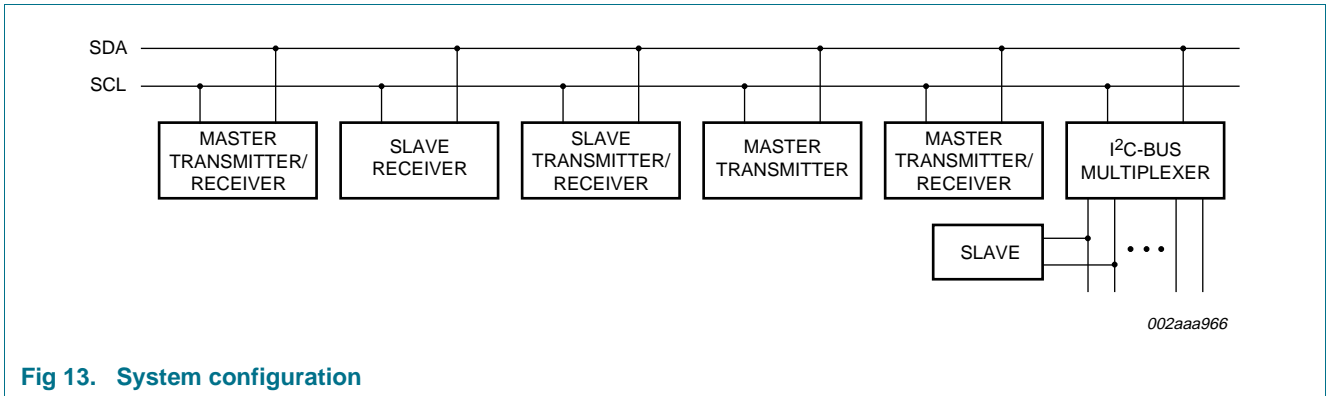 SDA
SCL
MASTER
TRANSMITTER/
RECEIVER
SLAVE
RECEIVER
SLAVE
TRANSMITTER/
RECEIVER
MASTER
TRANSMITTER
MASTER
TRANSMITTER/
RECEIVER
I²C-BUS
MULTIPLEXER
SLAVE
002aaa966
Fig 13. System configuration